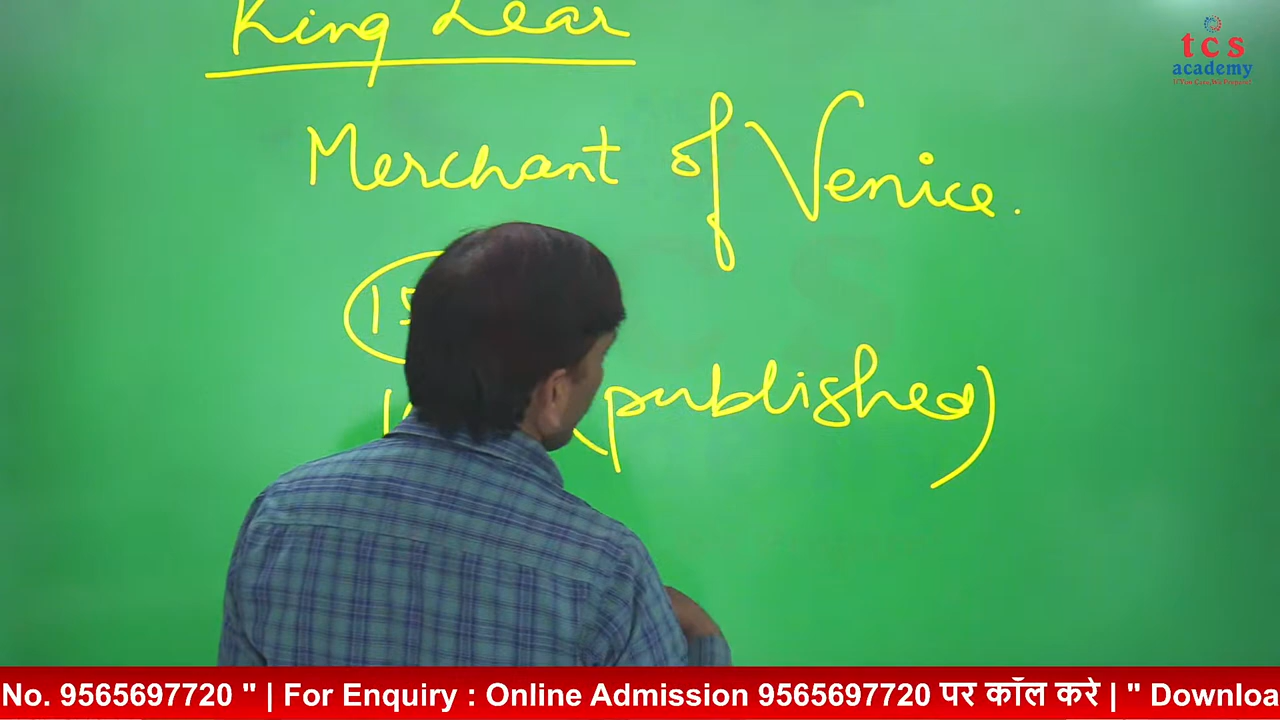 King Lear
tcs
academy
Merchant of Venice.
(published)
No. 9565697720 " | For Enquiry : Online Admission 9565697720 पर कॉल करे | " Downloa